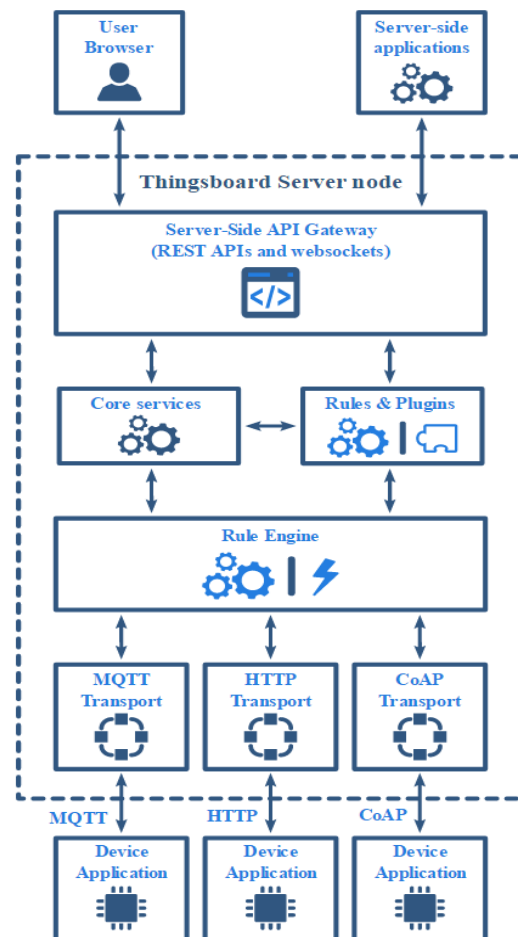 User
Browser
Server-side
applications
Thingsboard Server node
Server-Side API Gateway
(REST APIs and websockets)
</>
Core services
Rules & Plugins
Rule Engine
MQTT
Transport
HTTP
Transport
CoAP
Transport
MQTT
HTTP
CoAP
Device
Application
Device
Application
Device
Application